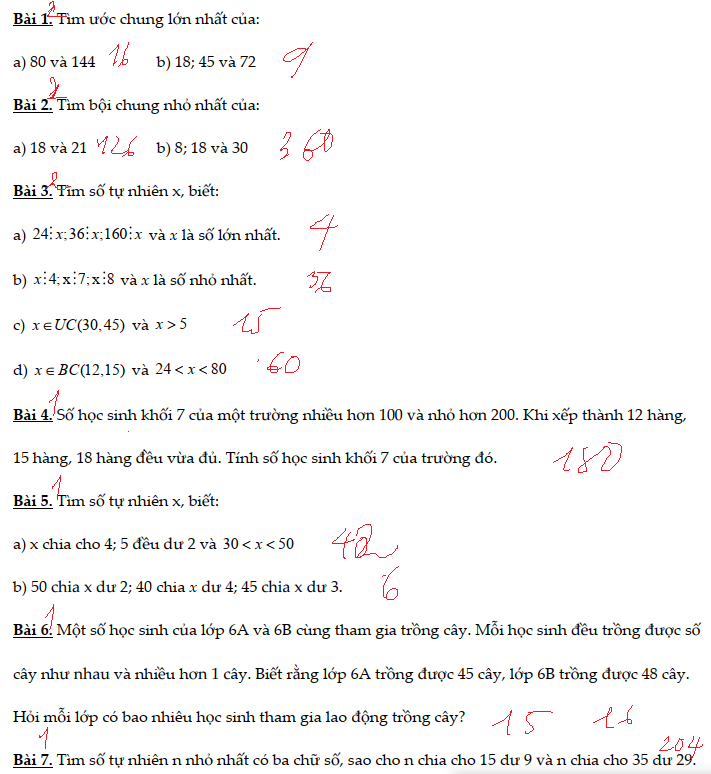 Bài 1. Tìm ước chung lớn nhất của: 2
a) 80 và 144 16 b) 18; 45 và 72 9
Bài 2. Tìm bội chung nhỏ nhất của: 2
a) 18 và 21 126 b) 8; 18 và 30 360
Bài 3. Tìm số tự nhiên x, biết: 2
a) 24⋮x; 36⋮x; 160⋮x và x là số lớn nhất. 4
b) x⋮4; x⋮7; x⋮8 và x là số nhỏ nhất. 56
c) x ∈ UC(30,45) và x > 5 15
d) x ∈ BC(12,15) và 24 < x < 80 60
Bài 4. Số học sinh khối 7 của một trường nhiều hơn 100 và nhỏ hơn 200. Khi xếp thành 12 hàng, 1
15 hàng, 18 hàng đều vừa đủ. Tính số học sinh khối 7 của trường đó. 180
Bài 5. Tìm số tự nhiên x, biết: 1
a) x chia cho 4; 5 đều dư 2 và 30 < x < 50 42
b) 50 chia x dư 2; 40 chia x dư 4; 45 chia x dư 3. 6
Bài 6. Một số học sinh của lớp 6A và 6B cùng tham gia trồng cây. Mỗi học sinh đều trồng được số 1
cây như nhau và nhiều hơn 1 cây. Biết rằng lớp 6A trồng được 45 cây, lớp 6B trồng được 48 cây.
Hỏi mỗi lớp có bao nhiêu học sinh tham gia lao động trồng cây? 15 16
Bài 7. Tìm số tự nhiên n nhỏ nhất có ba chữ số, sao cho n chia cho 15 dư 9 và n chia cho 35 dư 29. 1 204